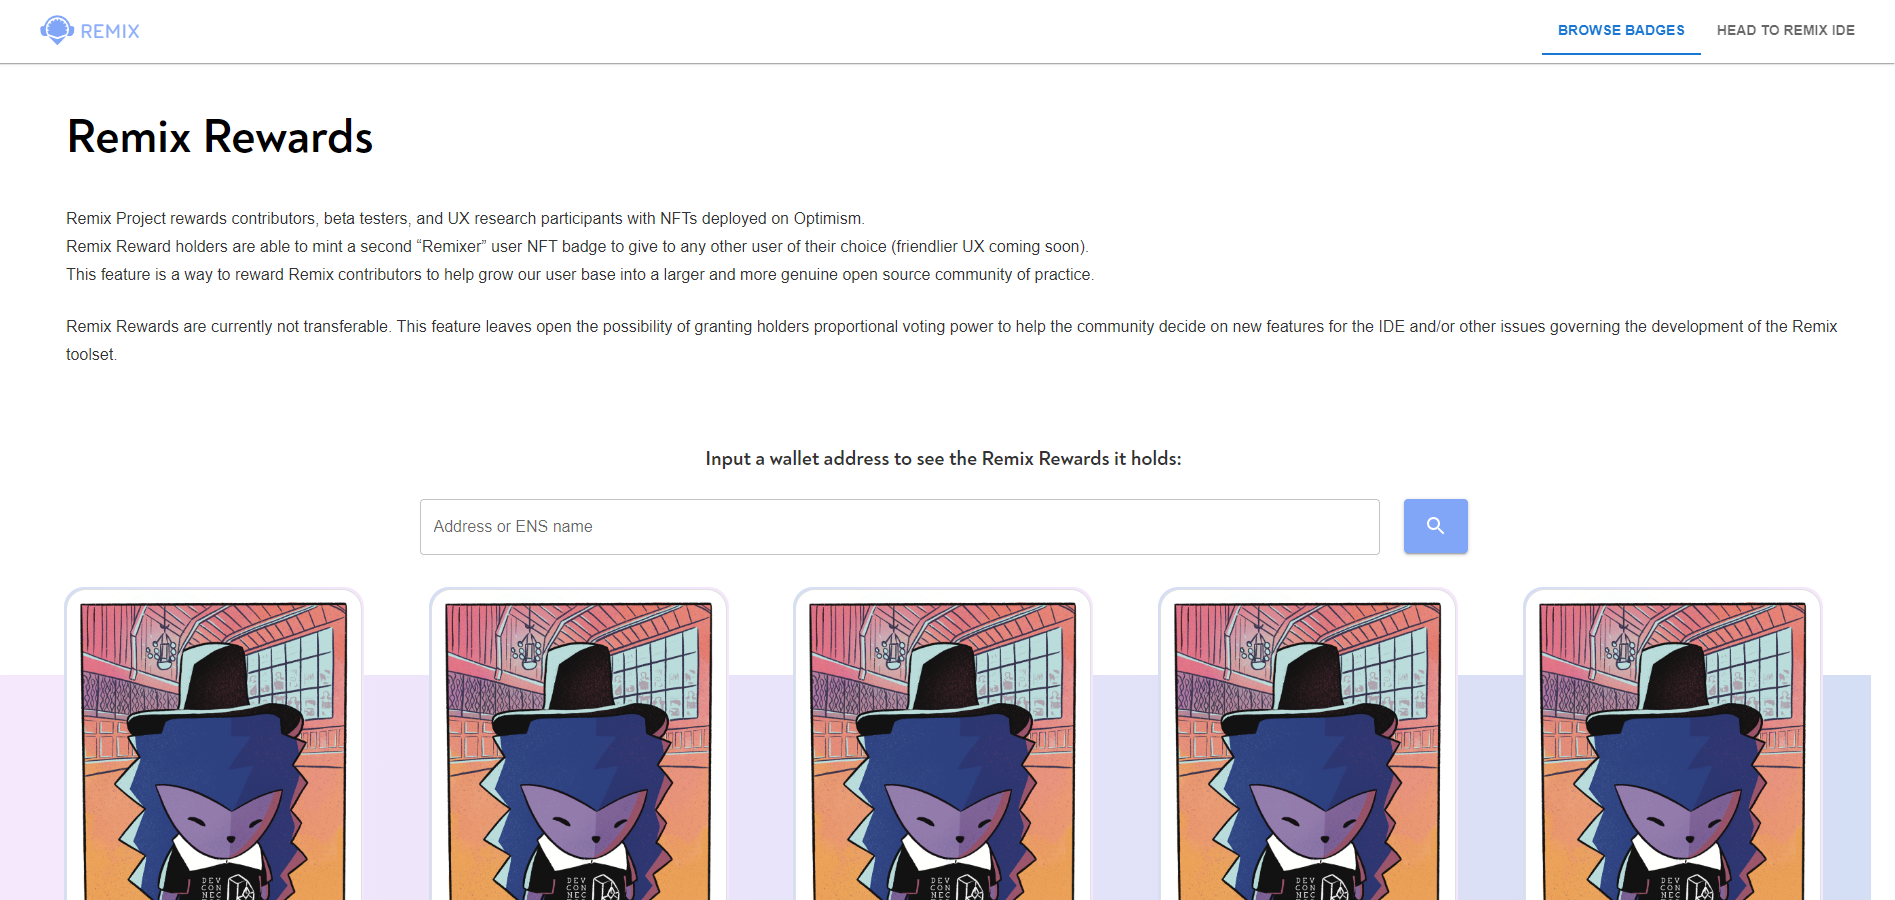 REMIX
BROWSE BADGES
HEAD TO REMIX IDE
Remix Rewards
Remix Project rewards contributors, beta testers, and UX research participants with NFTs deployed on Optimism.
Remix Reward holders are able to mint a second “Remixer” user NFT badge to give to any other user of their choice (friendlier UX coming soon).
This feature is a way to reward Remix contributors to help grow our user base into a larger and more genuine open source community of practice.
Remix Rewards are currently not transferable. This feature leaves open the possibility of granting holders proportional voting power to help the community decide on new features for the IDE and/or other issues governing the development of the Remix
toolset.
Input a wallet address to see the Remix Rewards it holds:
Address or ENS name
DEV
CON
NEC
DEV
CON
NEC
DEV
CON
NEC
DEV
CON
NEC
DEV
CON
NEC